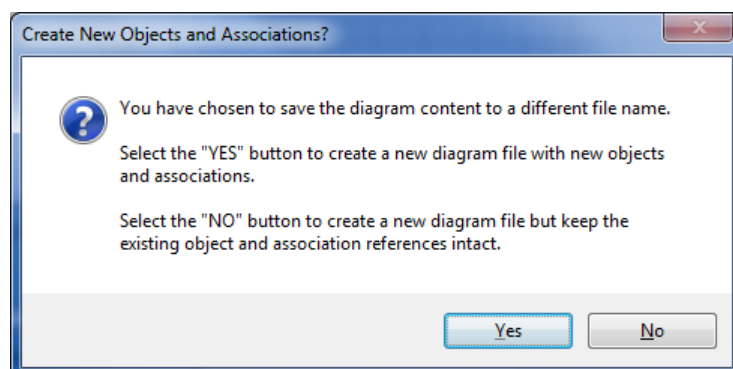 Create New Objects and Associations?
You have chosen to save the diagram content to a different file name.
Select the "YES" button to create a new diagram file with new objects
and associations.
Select the "NO" button to create a new diagram file but keep the
existing object and association references intact.
Yes
No